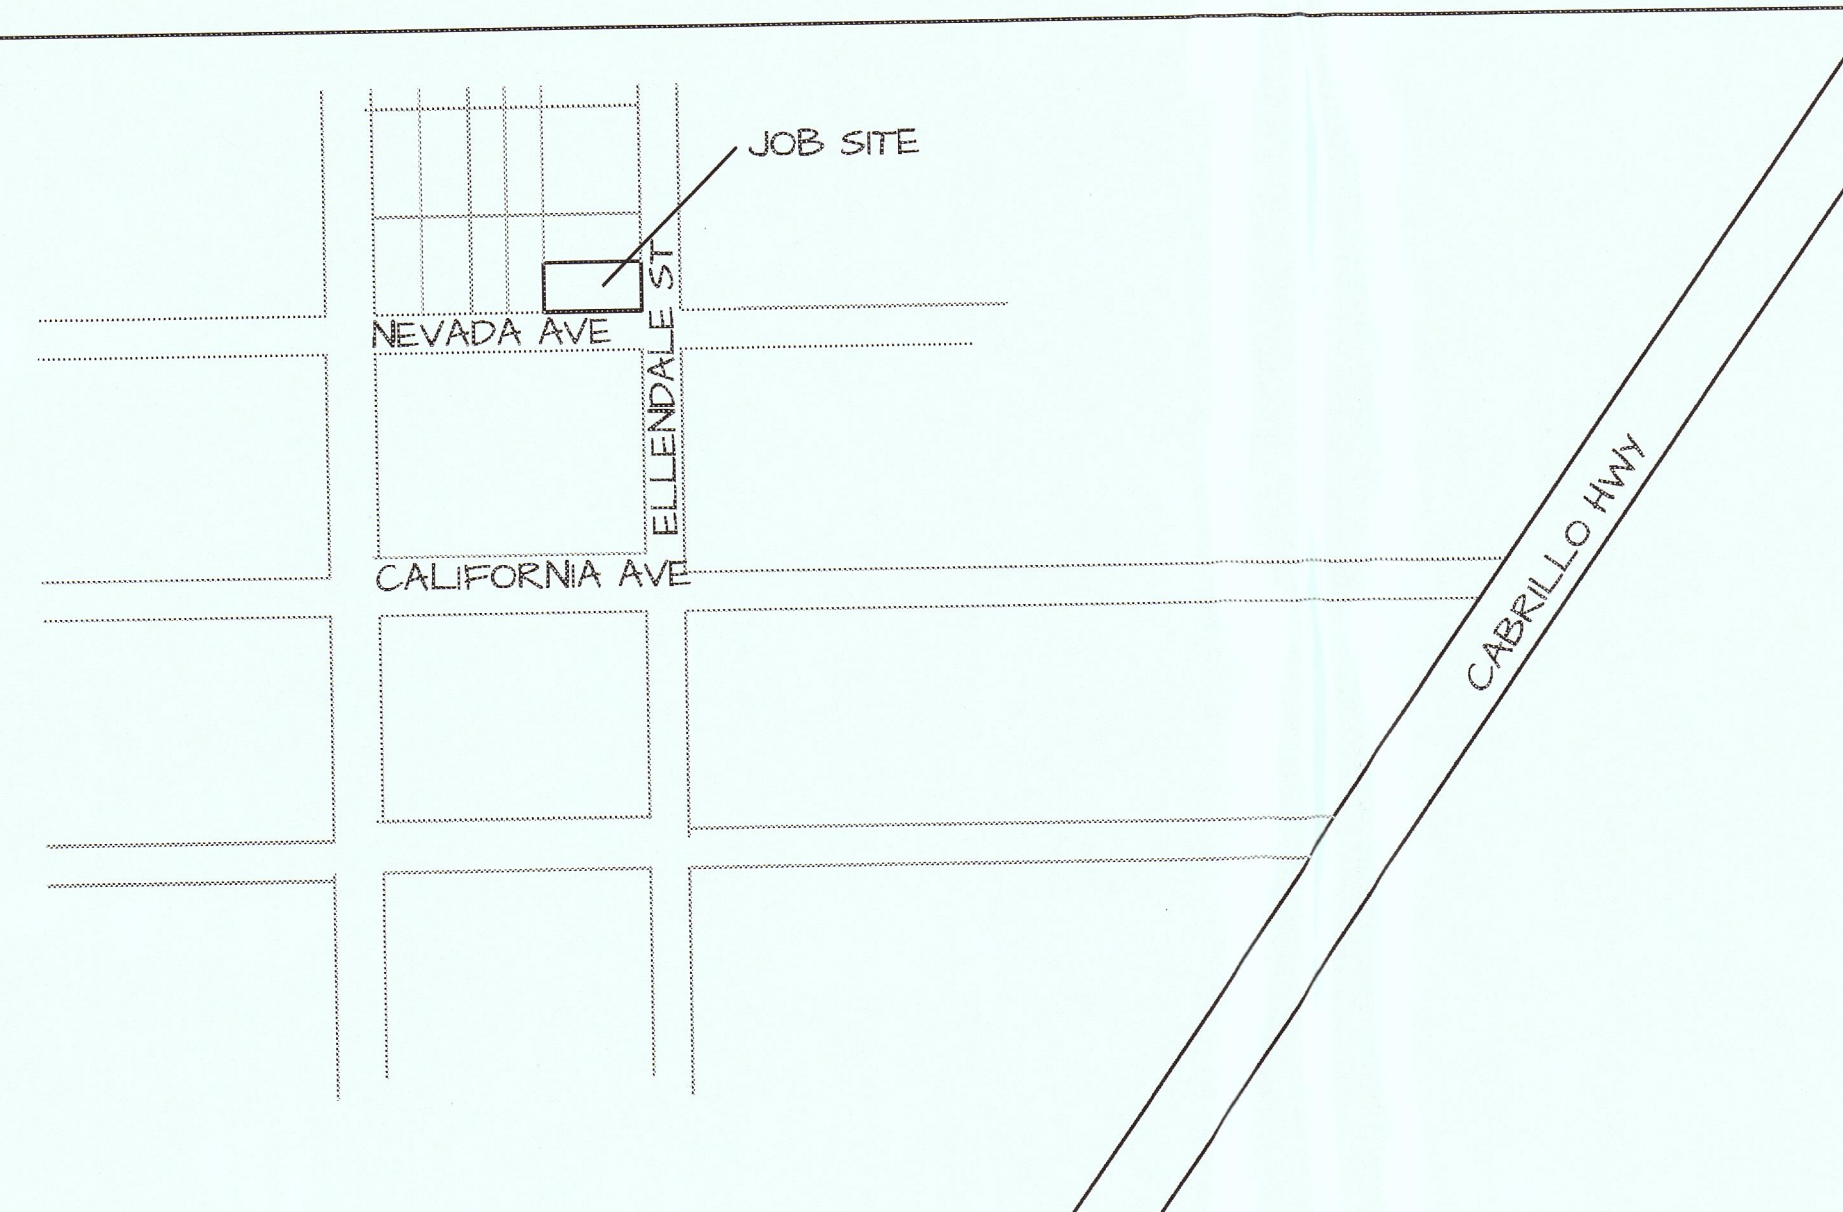 JOB SITE
NEVADA AVE
ELLENDALE ST
CALIFORNIA AVE
CABRILLO HWY